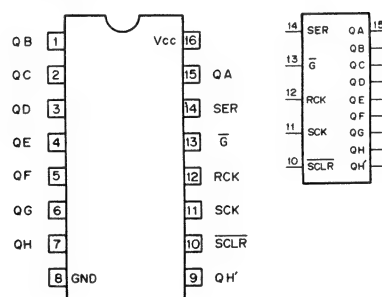 QB 1 Vcc 16
QC 2 15 QA
QD 3 14 SER
QE 4 13 G̅
QF 5 12 RCK
QG 6 11 SCK
QH 7 10 S̅C̅L̅R̅
8 GND 9 QH'
14 SER QA 15
QB
13 G̅ QC
QD
12 RCK QE
QF
11 SCK QG
QH
10 S̅C̅L̅R̅ QH'